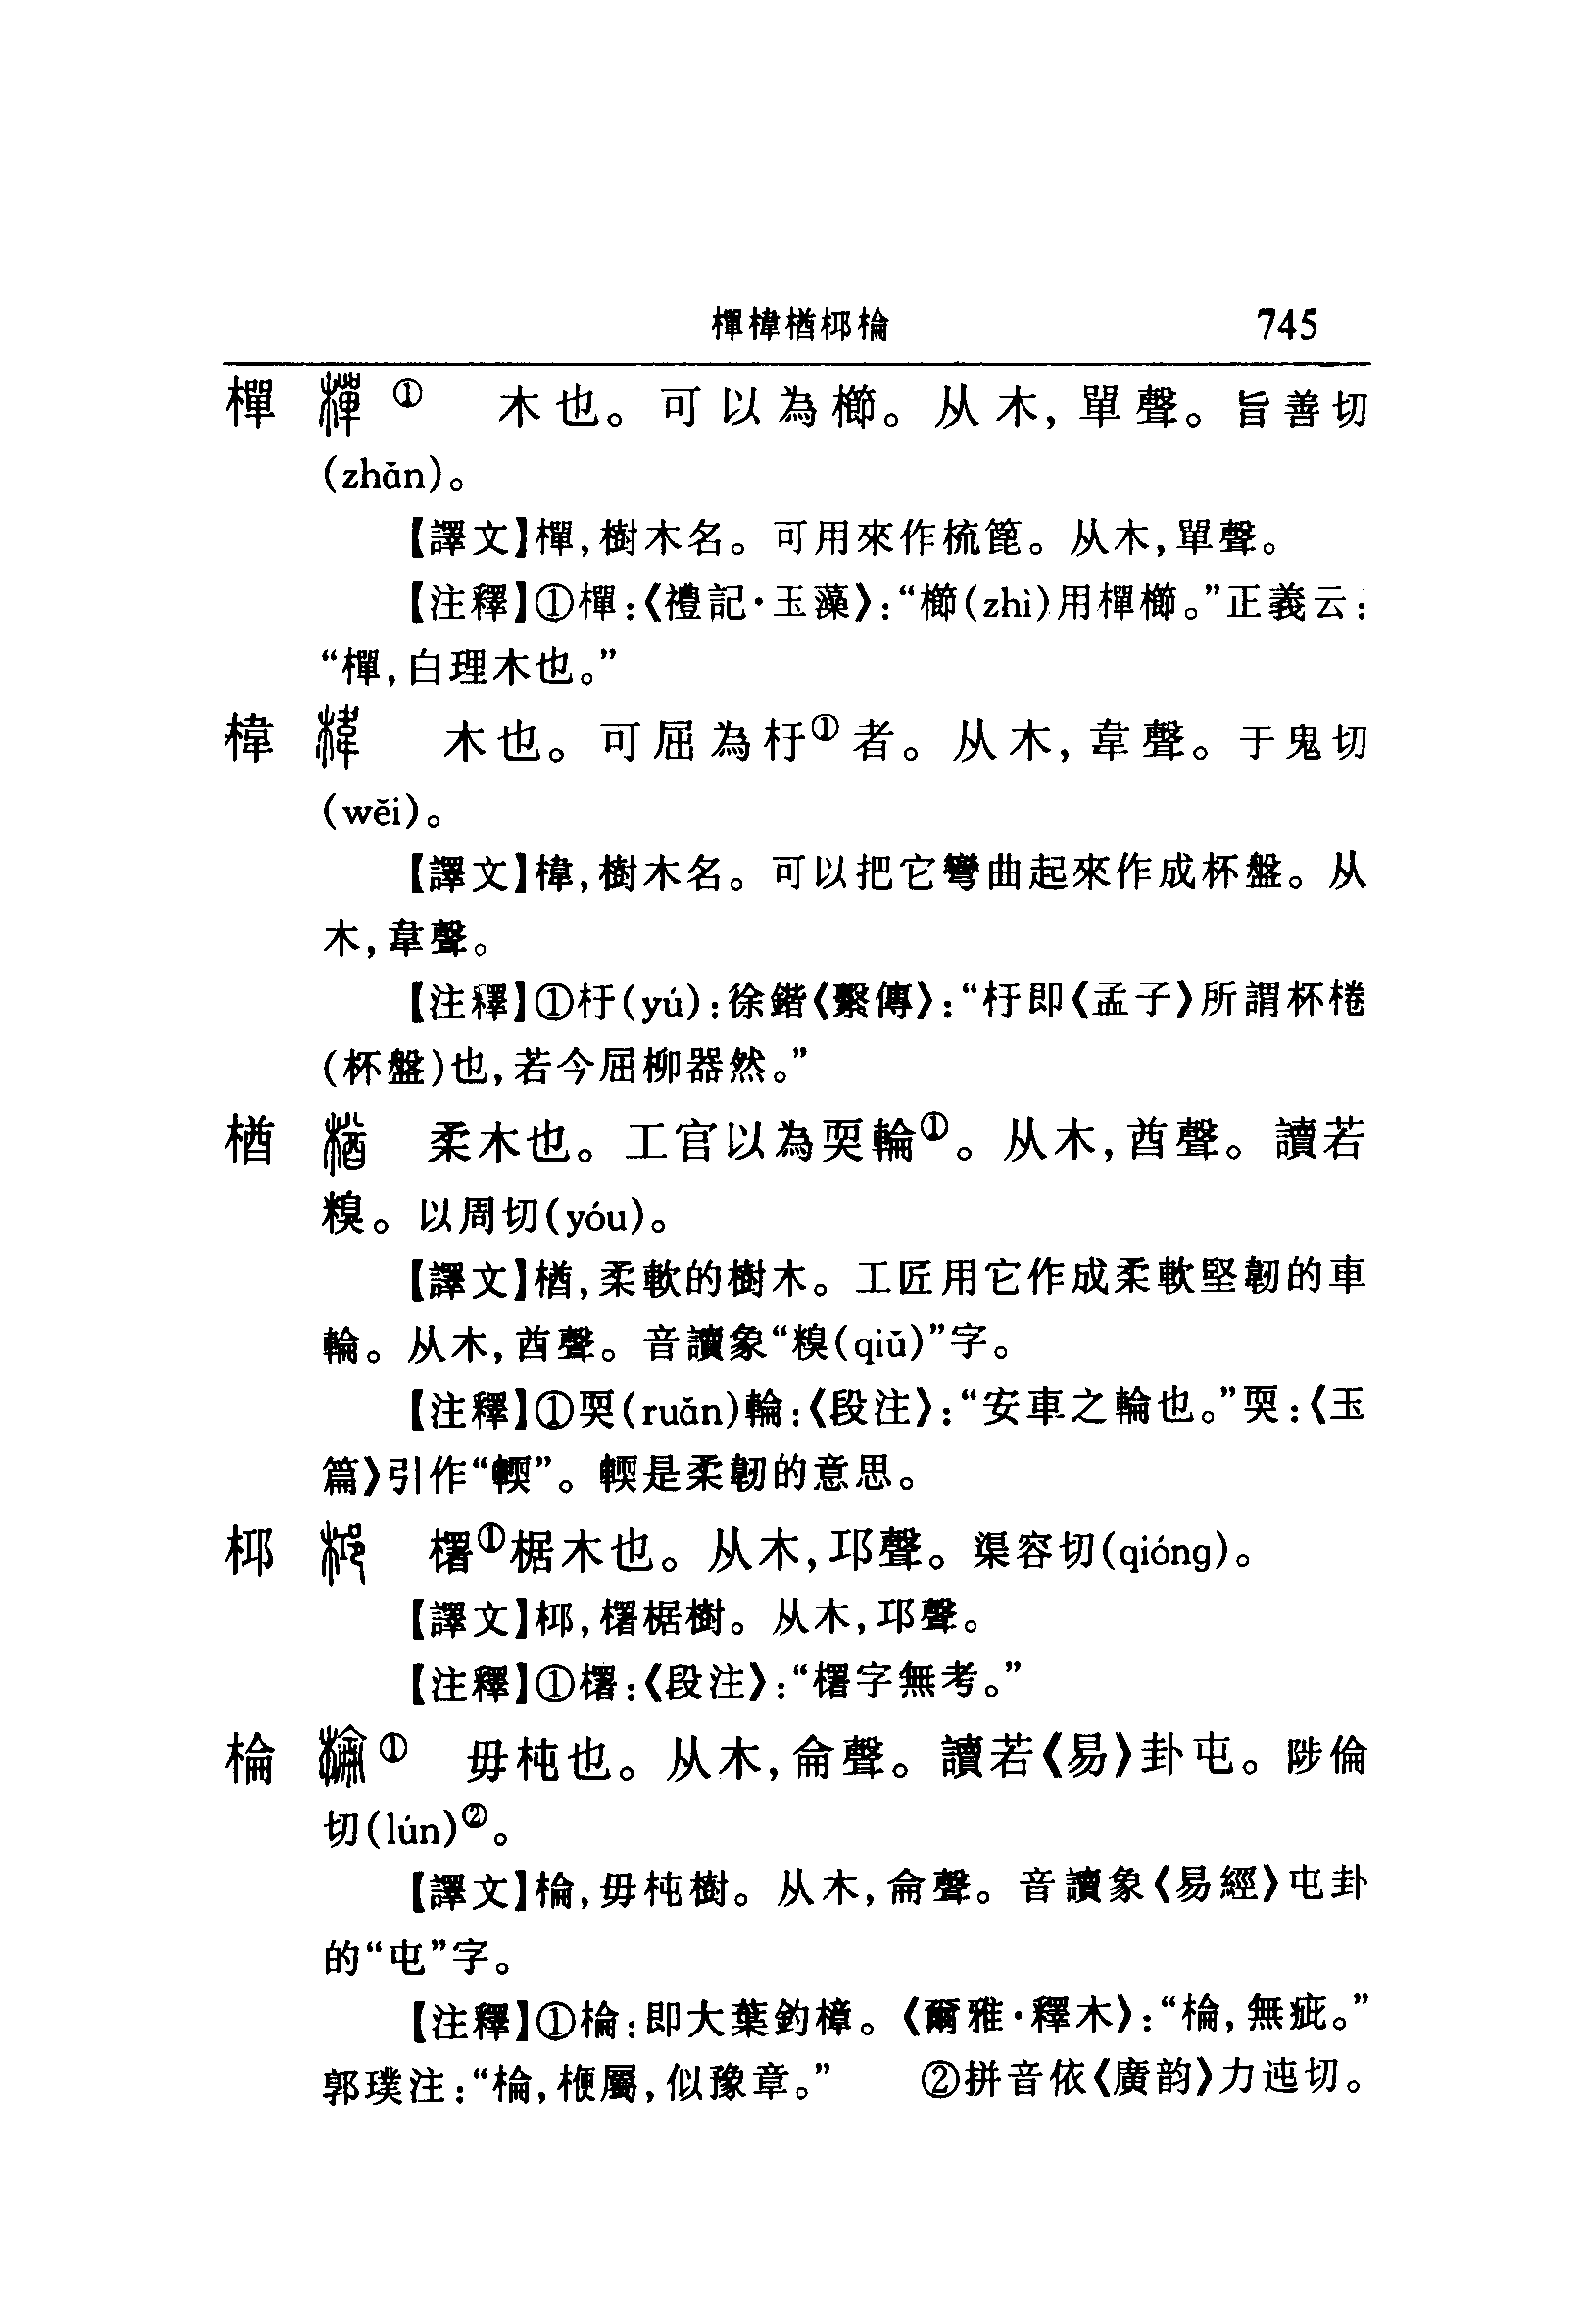 樿椲楢桏棆 745
樿 ① 木也。可以為櫛。从木,單聲。旨善切
(zhǎn)。
【譯文】樿,樹木名。可用來作梳篦。从木,單聲。
【注釋】①樿:《禮記·玉藻》:“櫛(zhì)用樿櫛。”正義云:
“樿,白理木也。”
椲 木也。可屈為杅①者。从木,韋聲。于鬼切
(wěi)。
【譯文】椲,樹木名。可以把它彎曲起來作成杯盤。从
木,韋聲。
【注釋】①杅(yú):徐鍇《繫傳》:“杅即《孟子》所謂杯棬
(杯盤)也,若今屈柳器然。”
楢 柔木也。工官以為耎輪①。从木,酋聲。讀若
糗。以周切(yóu)。
【譯文】楢,柔軟的樹木。工匠用它作成柔軟堅韌的車
輪。从木,酋聲。音讀象“糗(qiǔ)”字。
【注釋】①耎(ruǎn)輪:《段注》:“安車之輪也。”耎:《玉
篇》引作“輭”。輭是柔韌的意思。
桏 橁①椐木也。从木,邛聲。渠容切(qióng)。
【譯文】桏,椐樹。从木,邛聲。
【注釋】①:《段注》:“字無考。”
棆 ① 毋杶也。从木,侖聲。讀若《易》卦屯。陟倫
切(lún)②。
【譯文】棆,毋杶樹。从木,侖聲。音讀象《易經》屯卦
的“屯”字。
【注釋】①棆:即大葉釣樟。《爾雅·釋木》:“棆,無疵。”
郭璞注:“棆,楩屬,似豫章。” ②拼音依《廣韵》力迍切。